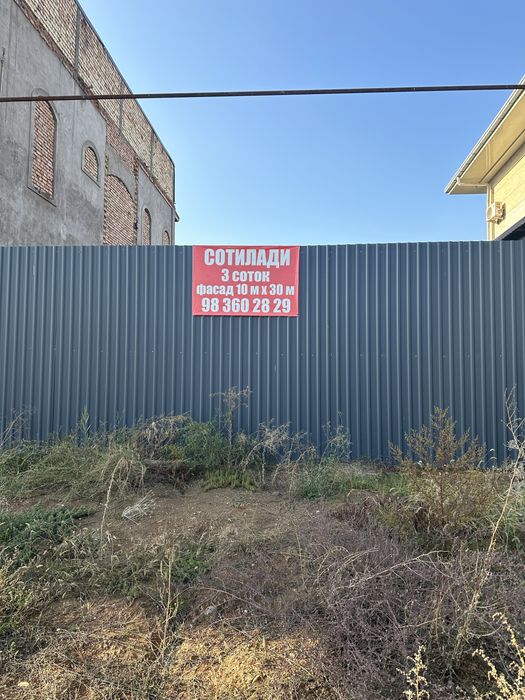 СОТИЛАДИ
3 соток
фасад 10 м х 30 м
98 360 28 29